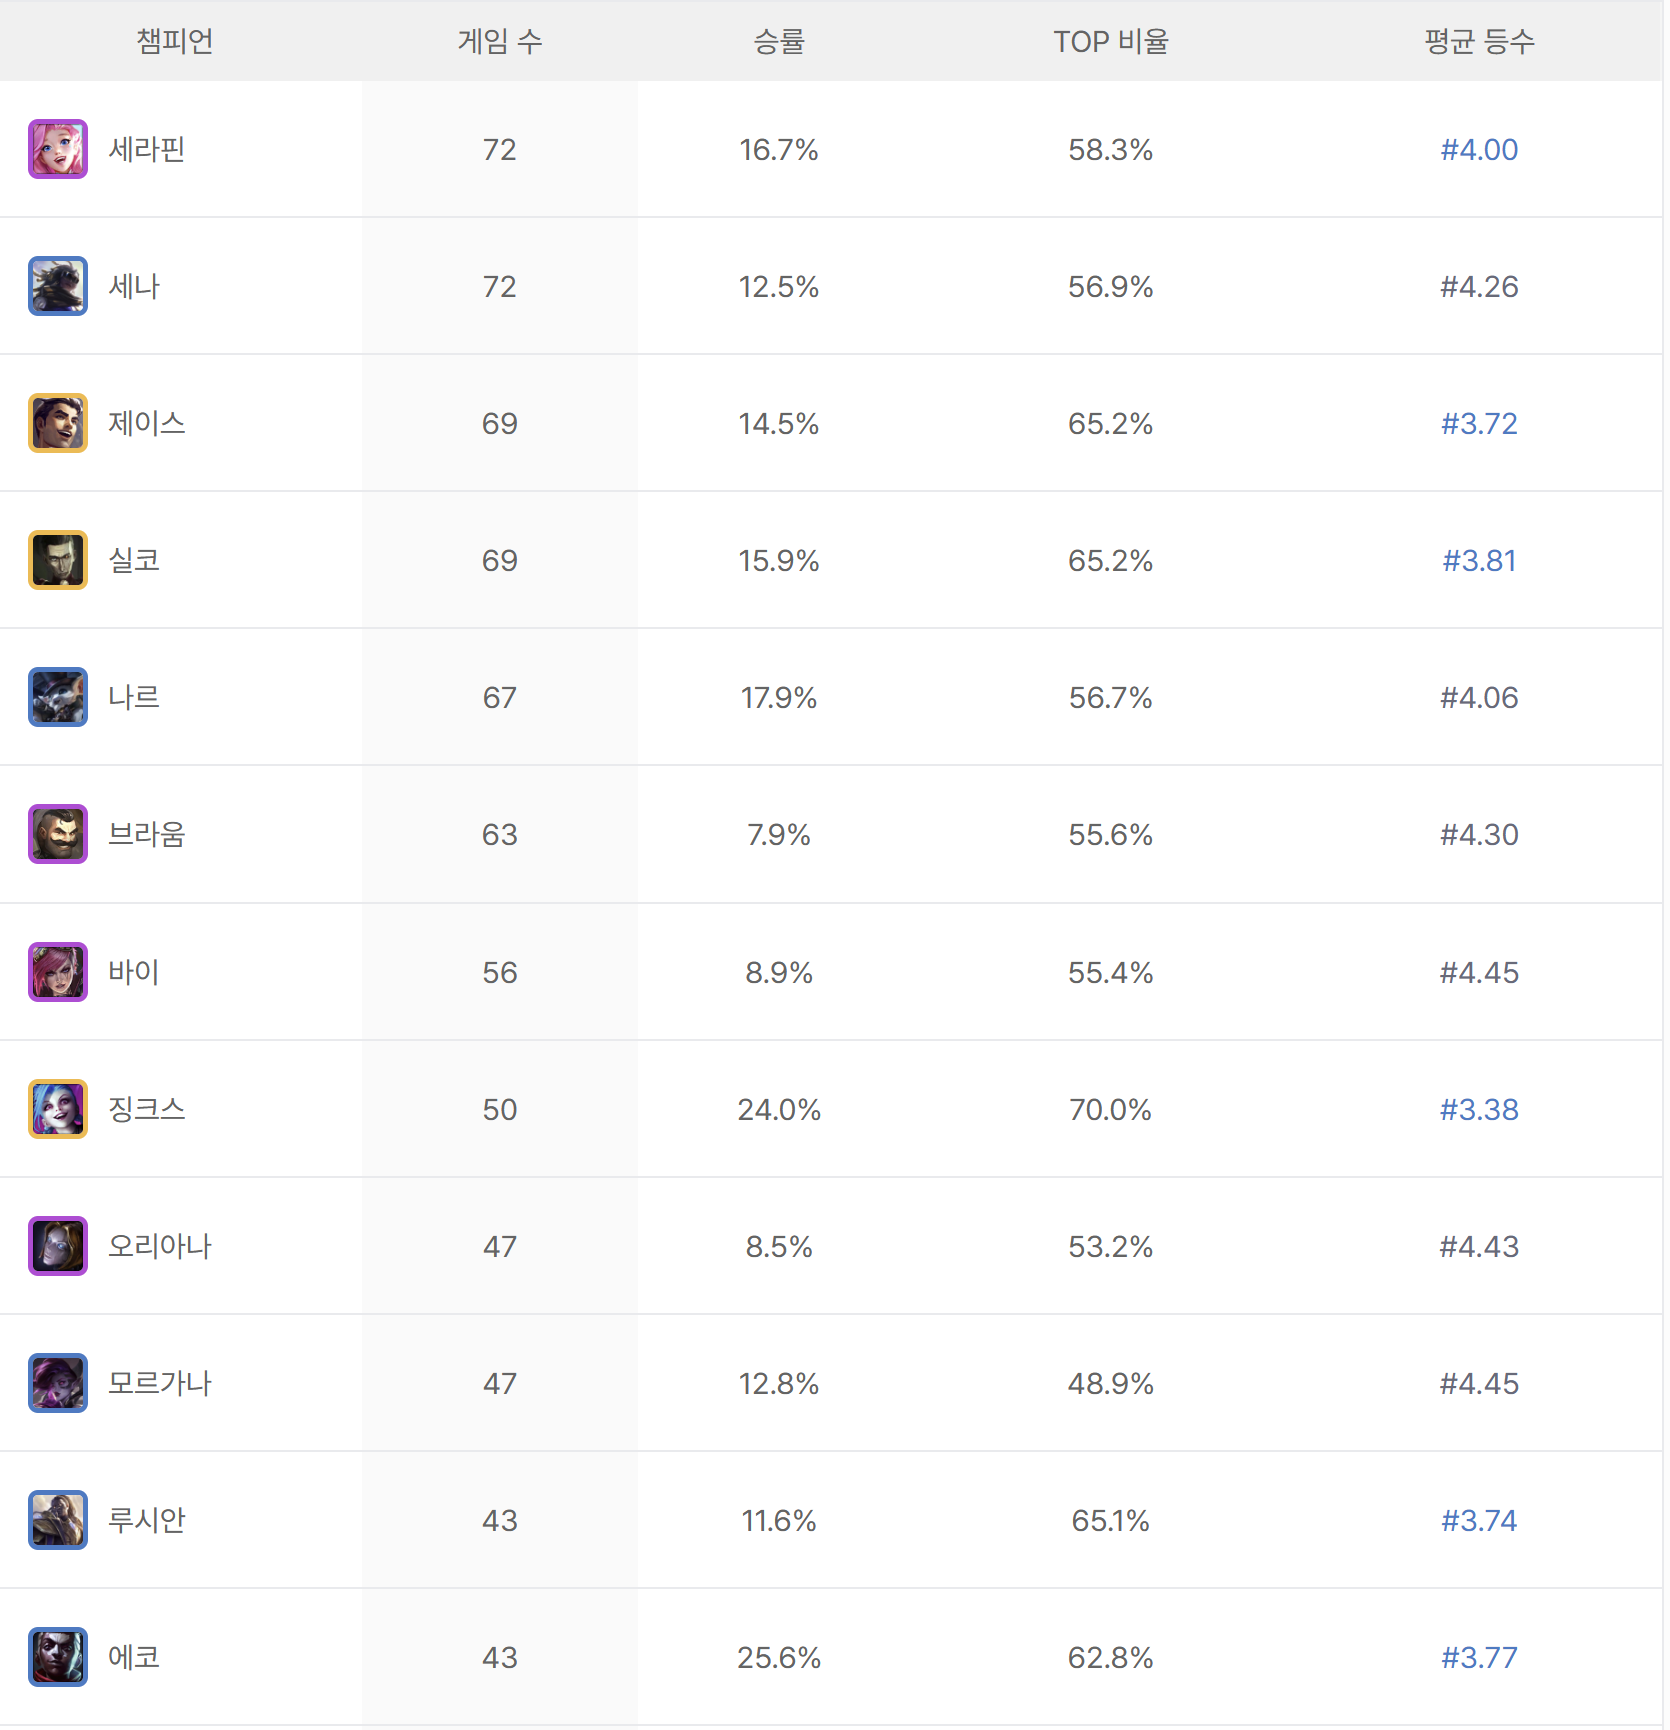 챔피언 게임 수 승률 TOP 비율 평균 등수
세라핀 72 16.7% 58.3% #4.00
세나 72 12.5% 56.9% #4.26
제이스 69 14.5% 65.2% #3.72
실코 69 15.9% 65.2% #3.81
나르 67 17.9% 56.7% #4.06
브라움 63 7.9% 55.6% #4.30
바이 56 8.9% 55.4% #4.45
징크스 50 24.0% 70.0% #3.38
오리아나 47 8.5% 53.2% #4.43
모르가나 47 12.8% 48.9% #4.45
루시안 43 11.6% 65.1% #3.74
에코 43 25.6% 62.8% #3.77